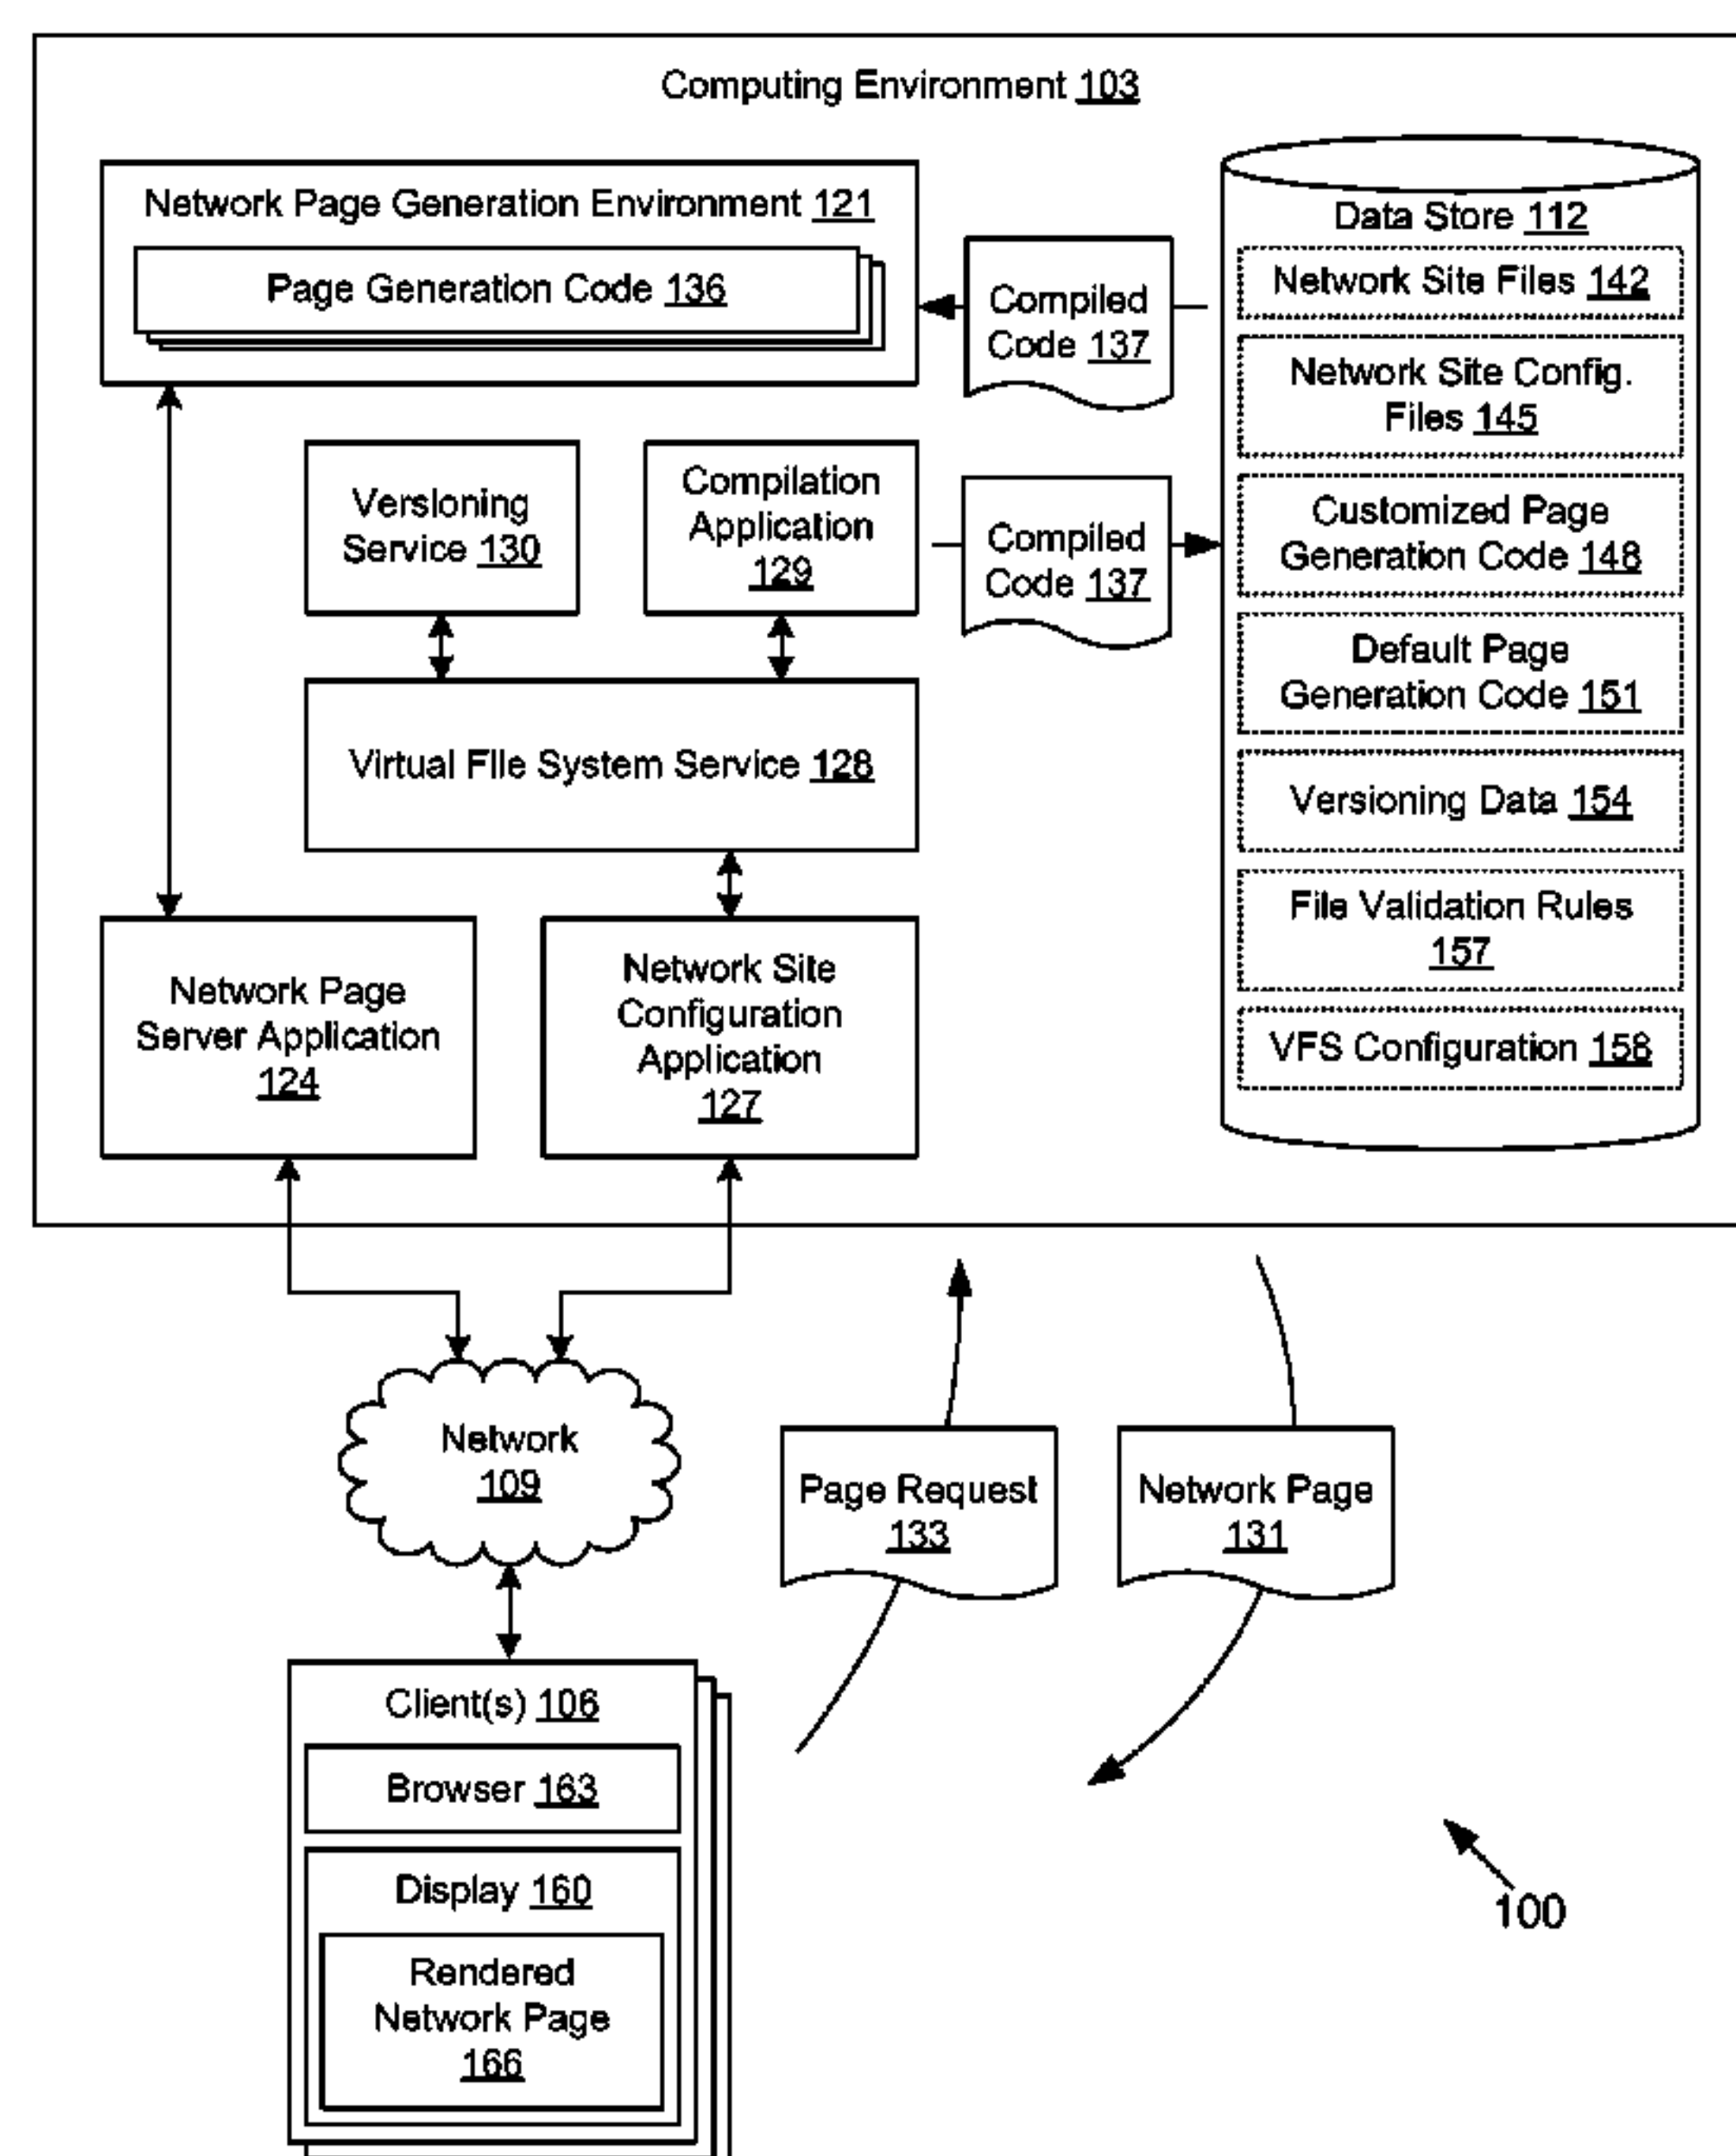 Computing Environment 103
Network Page Generation Environment 121
Page Generation Code 136
Compiled
Code 137
Versioning
Service 130
Compilation
Application
129
Compiled
Code 137
Virtual File System Service 128
Network Page
Server Application
124
Network Site
Configuration
Application
127
Data Store 112
Network Site Files 142
Network Site Config.
Files 145
Customized Page
Generation Code 148
Default Page
Generation Code 151
Versioning Data 154
File Validation Rules
157
VFS Configuration 158
Network
109
Page Request
133
Network Page
131
Client(s) 106
Browser 163
Display 160
Rendered
Network Page
166
100